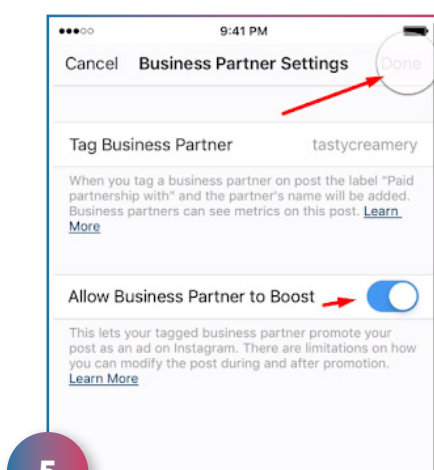 9:41 PM
Cancel Business Partner Settings Done
Tag Business Partner tastycreamery
When you tag a business partner on post the label "Paid
partnership with" and the partner's name will be added.
Business partners can see metrics on this post. Learn
More
Allow Business Partner to Boost
This lets your tagged business partner promote your
post as an ad on Instagram. There are limitations on how
you can modify the post during and after promotion.
Learn More
5